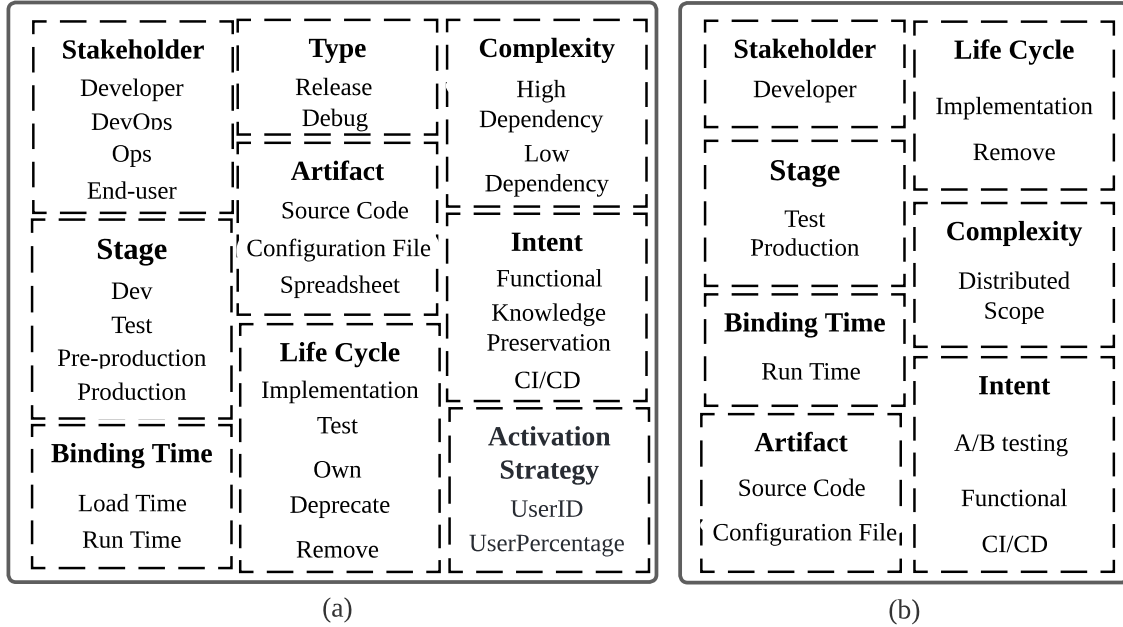 Stakeholder
Developer
DevOps
Ops
End-user
Stage
Dev
Test
Pre-production
Production
Binding Time
Load Time
Run Time
Type
Release
Debug
Artifact
Source Code
Configuration File
Spreadsheet
Life Cycle
Implementation
Test
Own
Deprecate
Remove
Complexity
High
Dependency
Low
Dependency
Intent
Functional
Knowledge
Preservation
CI/CD
Activation
Strategy
UserID
UserPercentage
(a)
Stakeholder
Developer
Stage
Test
Production
Binding Time
Run Time
Artifact
Source Code
Configuration File
Life Cycle
Implementation
Remove
Complexity
Distributed
Scope
Intent
A/B testing
Functional
CI/CD
(b)